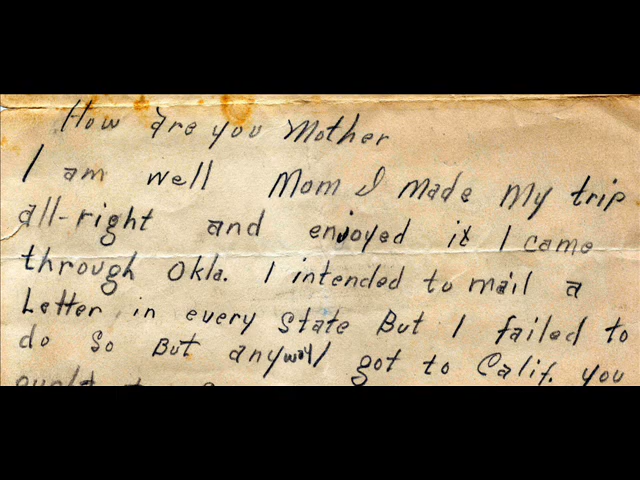 How are you Mother
I am well Mom I Made My trip
all-right and enjoyed it I came
through Okla. I intended to mail a
Letter in every State But I failed to
do So But anyway I got to Calif. you